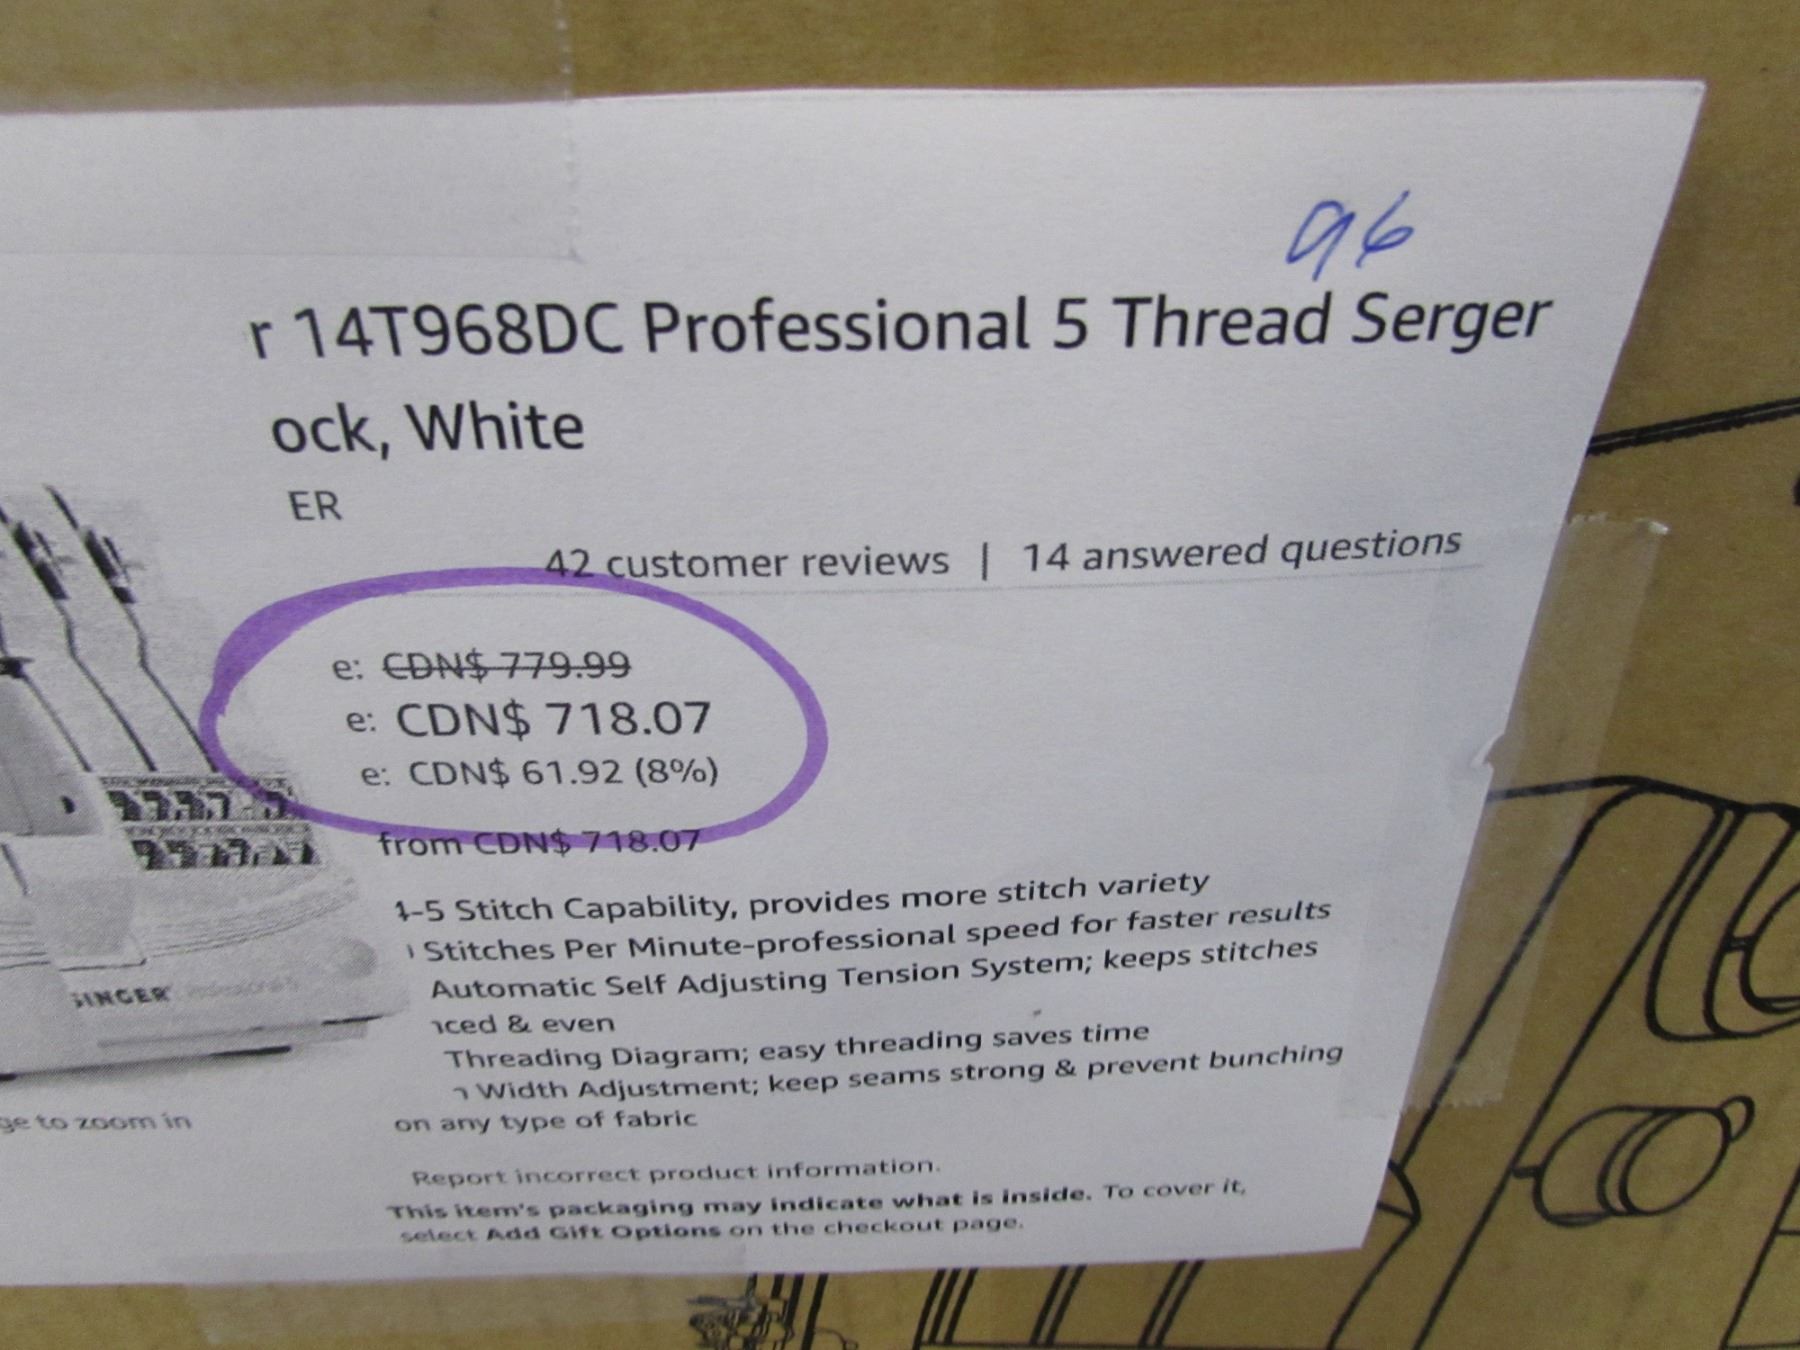 96
r 14T968DC Professional 5 Thread Serger
ock, White
ER
42 customer reviews | 14 answered questions
e: CDN$ 779.99
e: CDN$ 718.07
e: CDN$ 61.92 (8%)
from CDN$ 718.07
4-5 Stitch Capability, provides more stitch variety
Stitches Per Minute-professional speed for faster results
Automatic Self Adjusting Tension System; keeps stitches
nced & even
Threading Diagram; easy threading saves time
n Width Adjustment; keep seams strong & prevent bunching
on any type of fabric
SINGER Professional 5
ge to zoom in
Report incorrect product information.
This item's packaging may indicate what is inside. To cover it,
select Add Gift Options on the checkout page.